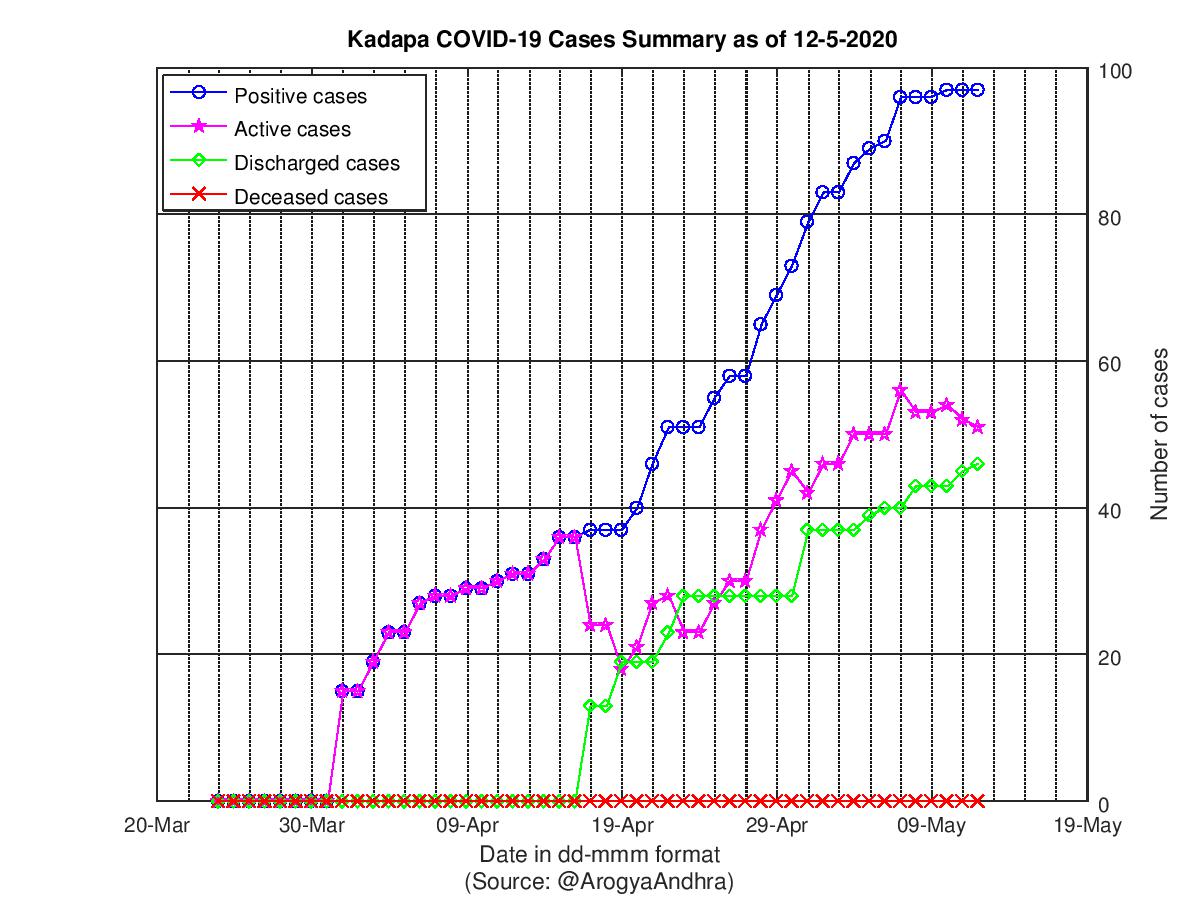 Kadapa COVID-19 Cases Summary as of 12-5-2020
Positive cases
Active cases
Discharged cases
Deceased cases
100
80
60
40
20
0
Number of cases
20-Mar 30-Mar 09-Apr 19-Apr 29-Apr 09-May 19-May
Date in dd-mmm format
(Source: @ArogyaAndhra)